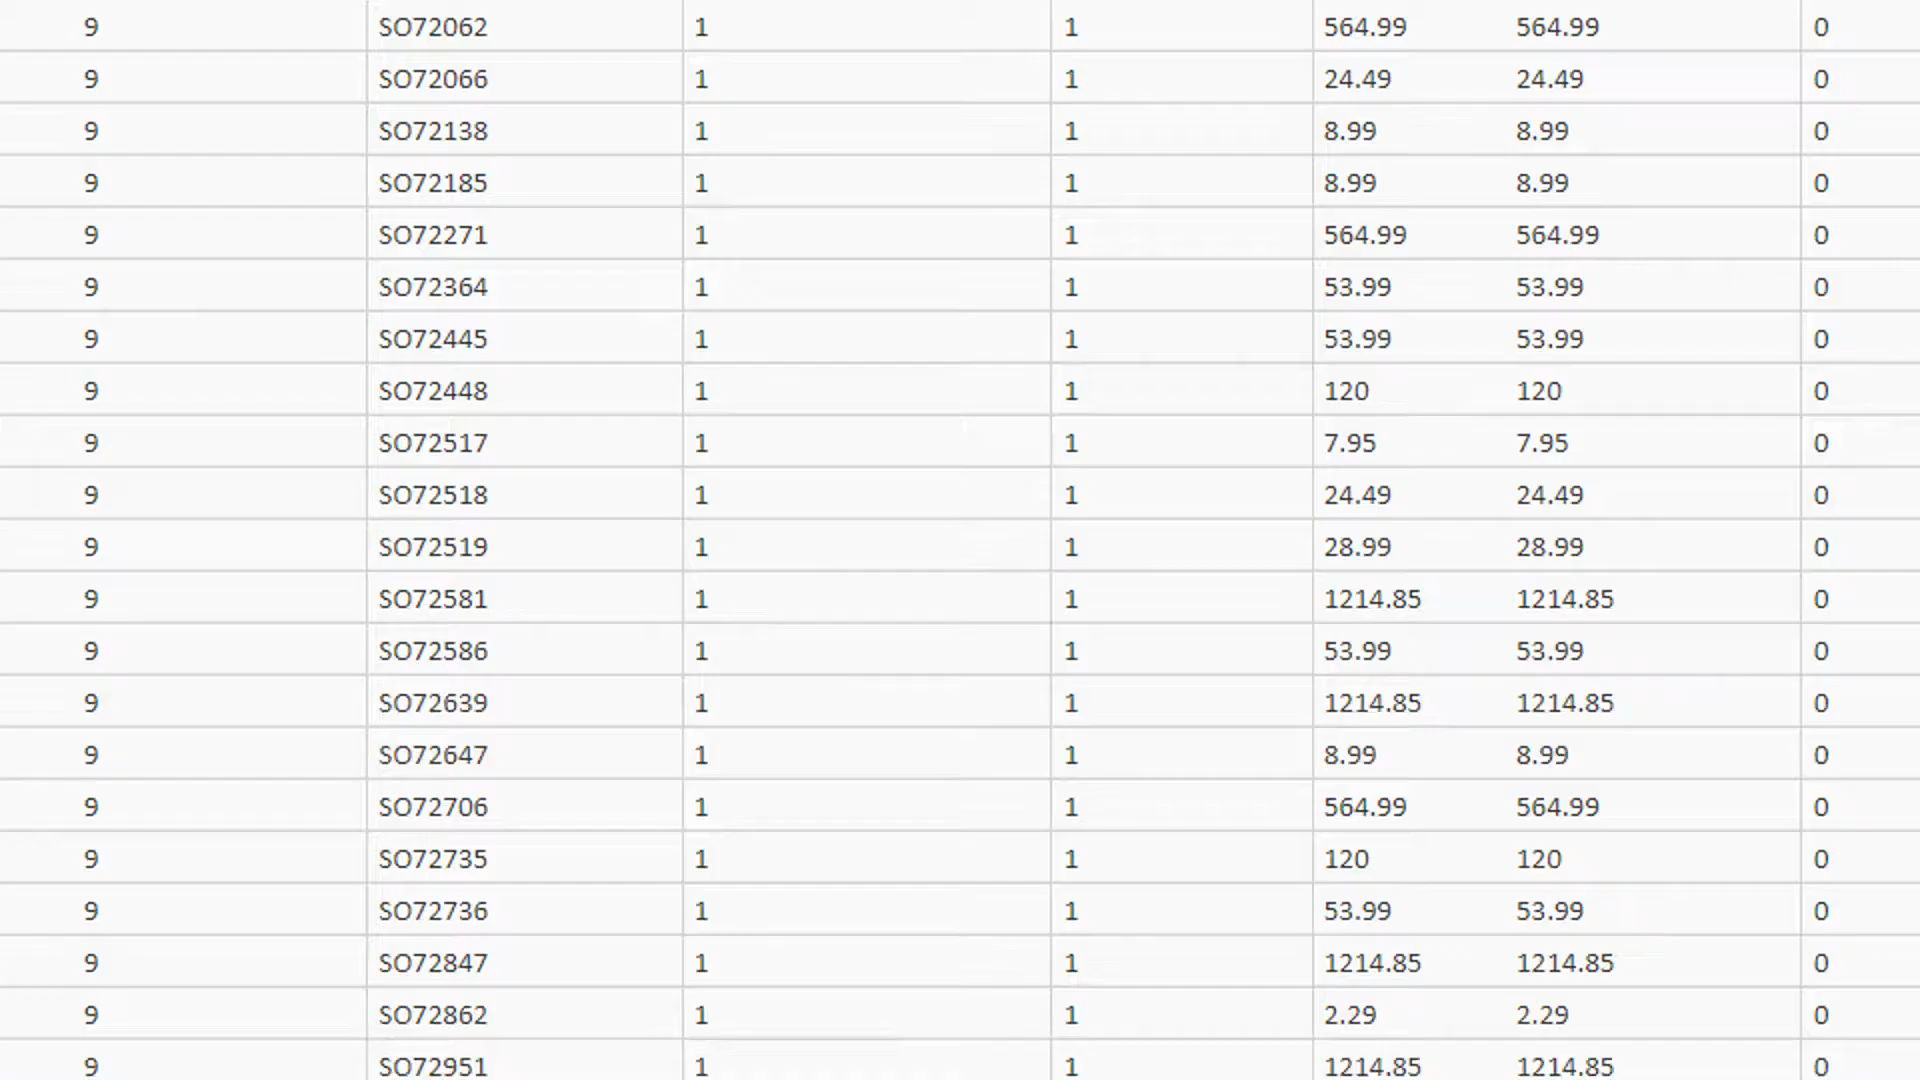 9 SO72062 1 1 564.99 564.99 0
9 SO72066 1 1 24.49 24.49 0
9 SO72138 1 1 8.99 8.99 0
9 SO72185 1 1 8.99 8.99 0
9 SO72271 1 1 564.99 564.99 0
9 SO72364 1 1 53.99 53.99 0
9 SO72445 1 1 53.99 53.99 0
9 SO72448 1 1 120 120 0
9 SO72517 1 1 7.95 7.95 0
9 SO72518 1 1 24.49 24.49 0
9 SO72519 1 1 28.99 28.99 0
9 SO72581 1 1 1214.85 1214.85 0
9 SO72586 1 1 53.99 53.99 0
9 SO72639 1 1 1214.85 1214.85 0
9 SO72647 1 1 8.99 8.99 0
9 SO72706 1 1 564.99 564.99 0
9 SO72735 1 1 120 120 0
9 SO72736 1 1 53.99 53.99 0
9 SO72847 1 1 1214.85 1214.85 0
9 SO72862 1 1 2.29 2.29 0
9 SO72951 1 1 1214.85 1214.85 0